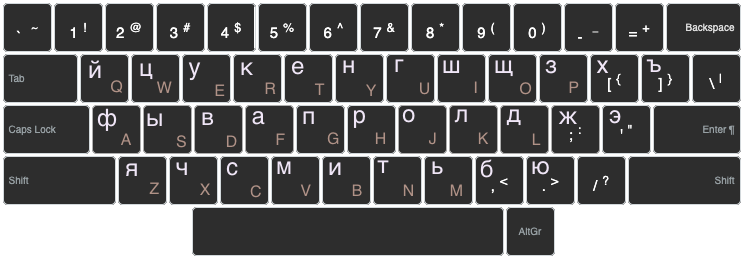 ` ~ 1 ! 2 @ 3 # 4 $ 5 % 6 ^ 7 & 8 * 9 ( 0 ) - _ = + Backspace
Tab й Q ц W у E к R е T н Y г U ш I щ O з P х [ { ъ ] } \ |
Caps Lock ф A ы S в D а F п G р H о J л K д L ж ; : э ' " Enter ¶
Shift я Z ч X с C м V и B т N ь M б , < ю . > / ? Shift
AltGr